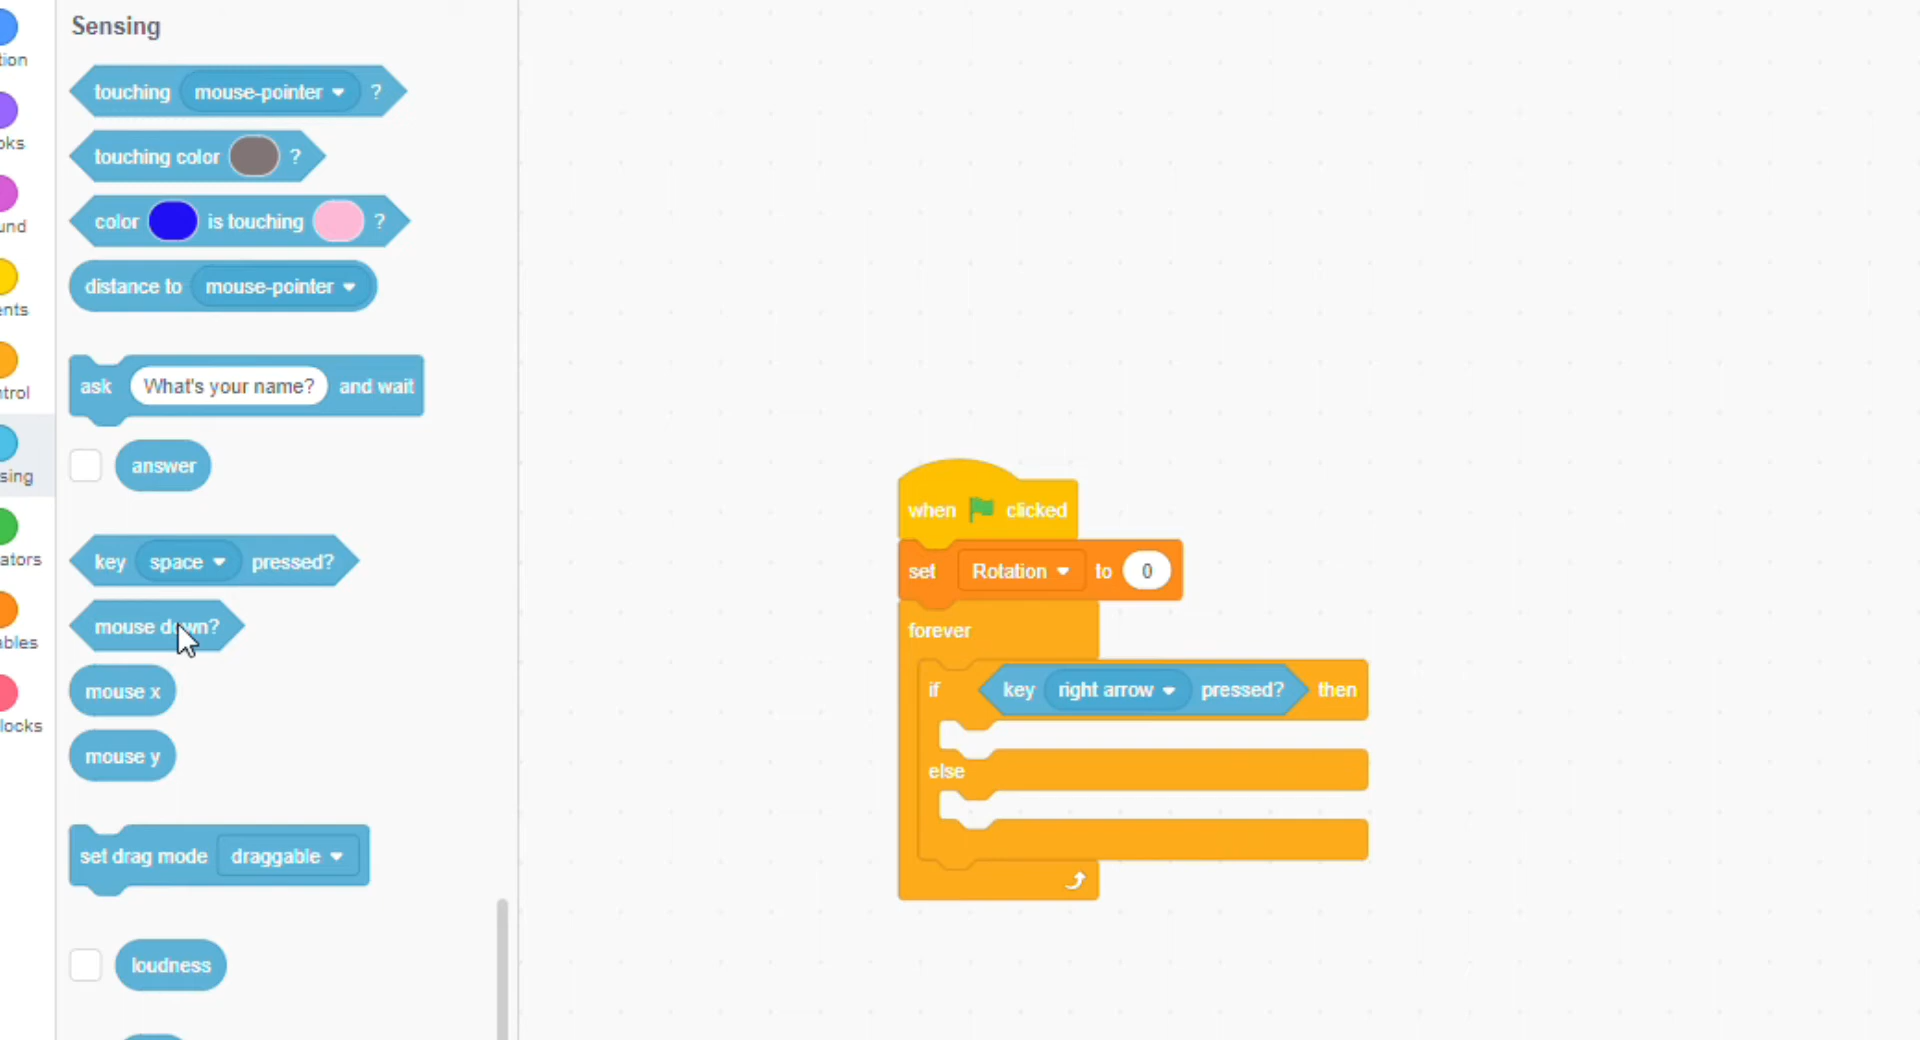 Sensing
tion
touching mouse-pointer ?
oks
touching color ?
und
color is touching ?
ents
distance to mouse-pointer
trol
ask What's your name? and wait
sing
answer
ators
key space pressed?
ables
mouse down?
locks
mouse x
mouse y
set drag mode draggable
loudness
when clicked
set Rotation to 0
forever
if key right arrow pressed? then
else